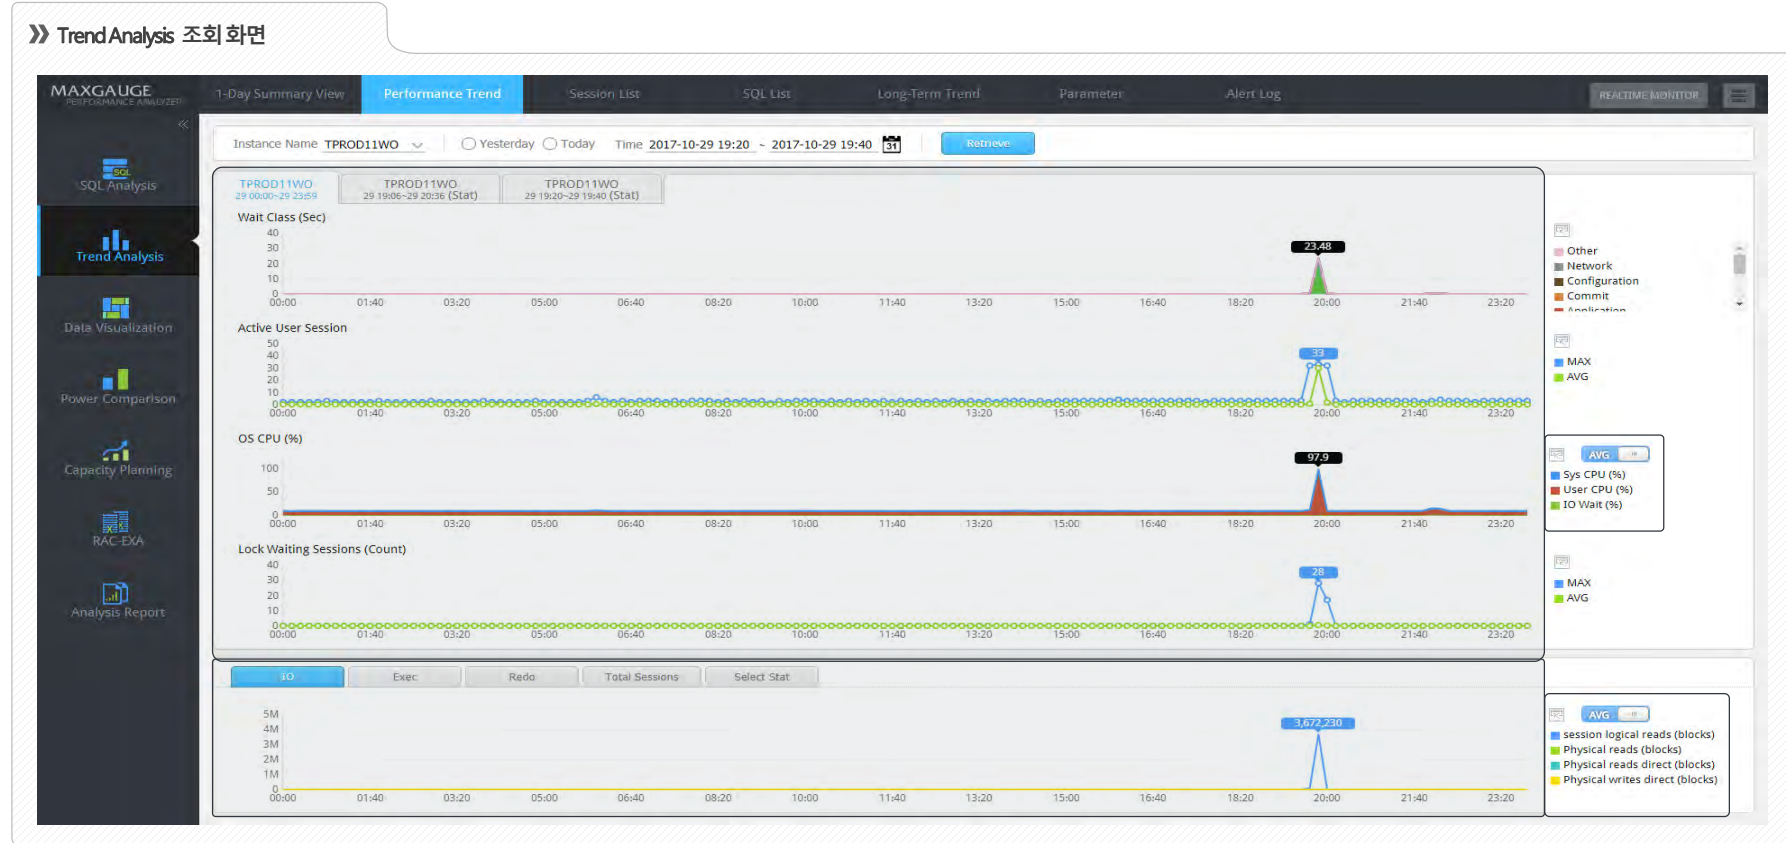 Trend Analysis 조회 화면
MAXGAUGE
PERFORMANCE ANALYZER
1-Day Summary View
Performance Trend
Session List
SQL List
Long-Term Trend
Parameter
Alert Log
REALTIME MONITOR
Instance Name TPROD11WO Yesterday Today Time 2017-10-29 19:20 ~ 2017-10-29 19:40 31 Retrieve
SQL
SQL Analysis
Trend Analysis
Data Visualization
Power Comparison
Capacity Planning
RAC-EXA
Analysis Report
TPROD11WO
29 00:00~29 23:59
TPROD11WO
29 19:06~29 20:36 (Stat)
TPROD11WO
29 19:20~29 19:40 (Stat)
Wait Class (Sec)
40
30
20
10
0
23.48
00:00 01:40 03:20 05:00 06:40 08:20 10:00 11:40 13:20 15:00 16:40 18:20 20:00 21:40 23:20
Other
Network
Configuration
Commit
Application
Active User Session
50
40
30
20
10
0
33
00:00 01:40 03:20 05:00 06:40 08:20 10:00 11:40 13:20 15:00 16:40 18:20 20:00 21:40 23:20
MAX
AVG
OS CPU (%)
100
50
0
97.9
00:00 01:40 03:20 05:00 06:40 08:20 10:00 11:40 13:20 15:00 16:40 18:20 20:00 21:40 23:20
AVG
Sys CPU (%)
User CPU (%)
IO Wait (%)
Lock Waiting Sessions (Count)
40
30
20
10
0
28
00:00 01:40 03:20 05:00 06:40 08:20 10:00 11:40 13:20 15:00 16:40 18:20 20:00 21:40 23:20
MAX
AVG
IO Exec Redo Total Sessions Select Stat
5M
4M
3M
2M
1M
0
3,672,230
00:00 01:40 03:20 05:00 06:40 08:20 10:00 11:40 13:20 15:00 16:40 18:20 20:00 21:40 23:20
AVG
session logical reads (blocks)
Physical reads (blocks)
Physical reads direct (blocks)
Physical writes direct (blocks)